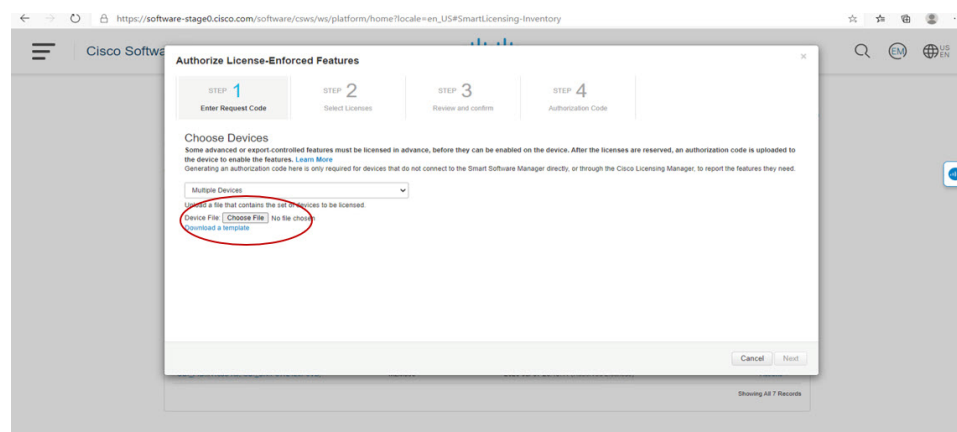 https://software-stage0.cisco.com/software/csws/ws/platform/home?locale=en_US#SmartLicensing-Inventory
Cisco Softwa
EM
US
EN
Authorize License-Enforced Features
×
STEP 1
Enter Request Code
STEP 2
Select Licenses
STEP 3
Review and confirm
STEP 4
Authorization Code
Choose Devices
Some advanced or export-controlled features must be licensed in advance, before they can be enabled on the device. After the licenses are reserved, an authorization code is uploaded to
the device to enable the features. Learn More
Generating an authorization code here is only required for devices that do not connect to the Smart Software Manager directly, or through the Cisco Licensing Manager, to report the features they need.
Multiple Devices
Upload a file that contains the set of devices to be licensed.
Device File: Choose File No file chosen
Download a template
Cancel Next
Showing All 7 Records